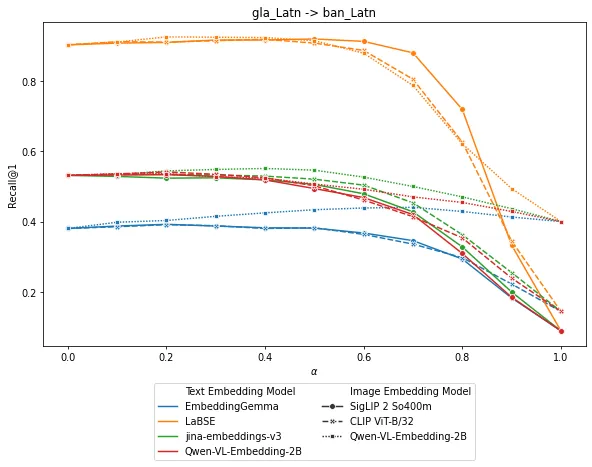 gla_Latn -> ban_Latn
Recall@1
0.8
0.6
0.4
0.2
0.0 0.2 0.4 0.6 0.8 1.0
α
Text Embedding Model
EmbeddingGemma
LaBSE
jina-embeddings-v3
Qwen-VL-Embedding-2B
Image Embedding Model
SigLIP 2 So400m
CLIP ViT-B/32
Qwen-VL-Embedding-2B